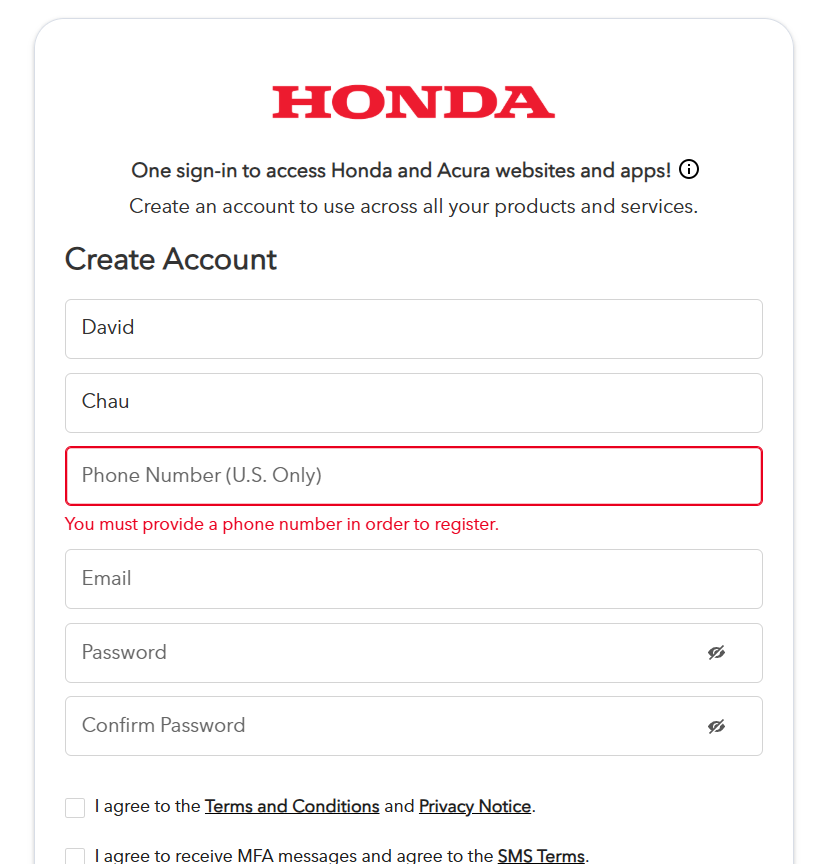 HONDA
One sign-in to access Honda and Acura websites and apps!
Create an account to use across all your products and services.
Create Account
David
Chau
Phone Number (U.S. Only)
You must provide a phone number in order to register.
Email
Password
Confirm Password
I agree to the Terms and Conditions and Privacy Notice.
I agree to receive MFA messages and agree to the SMS Terms.